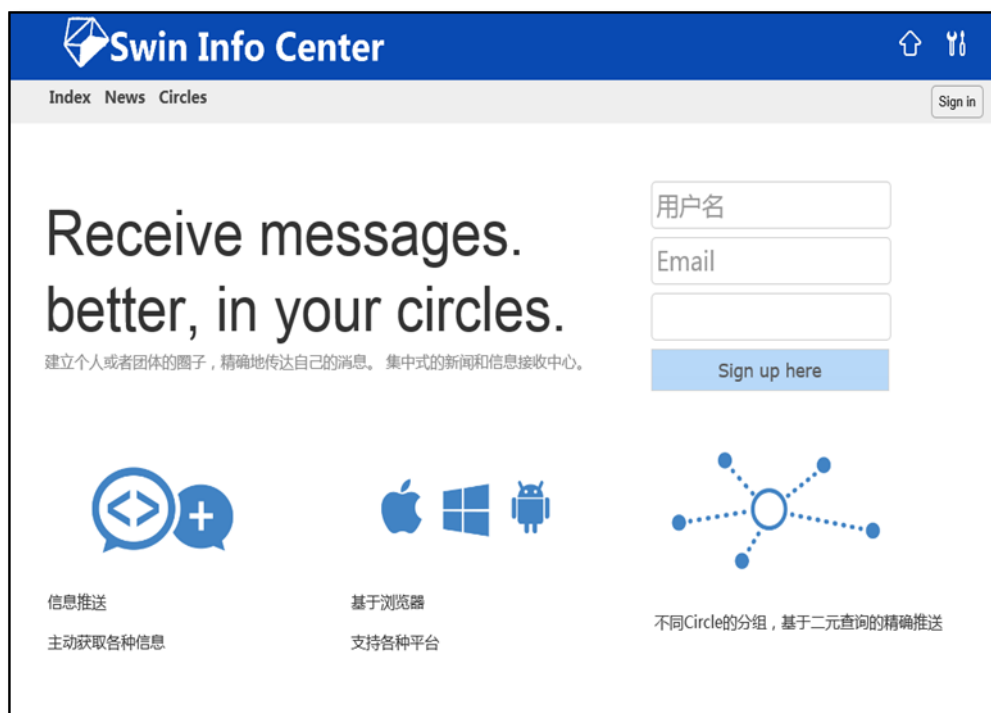 Swin Info Center
Index News Circles
Sign in
Receive messages.
better, in your circles.
建立个人或者团体的圈子，精确地传达自己的消息。 集中式的新闻和信息接收中心。
用户名
Email
Sign up here
信息推送
主动获取各种信息
基于浏览器
支持各种平台
不同Circle的分组，基于二元查询的精确推送